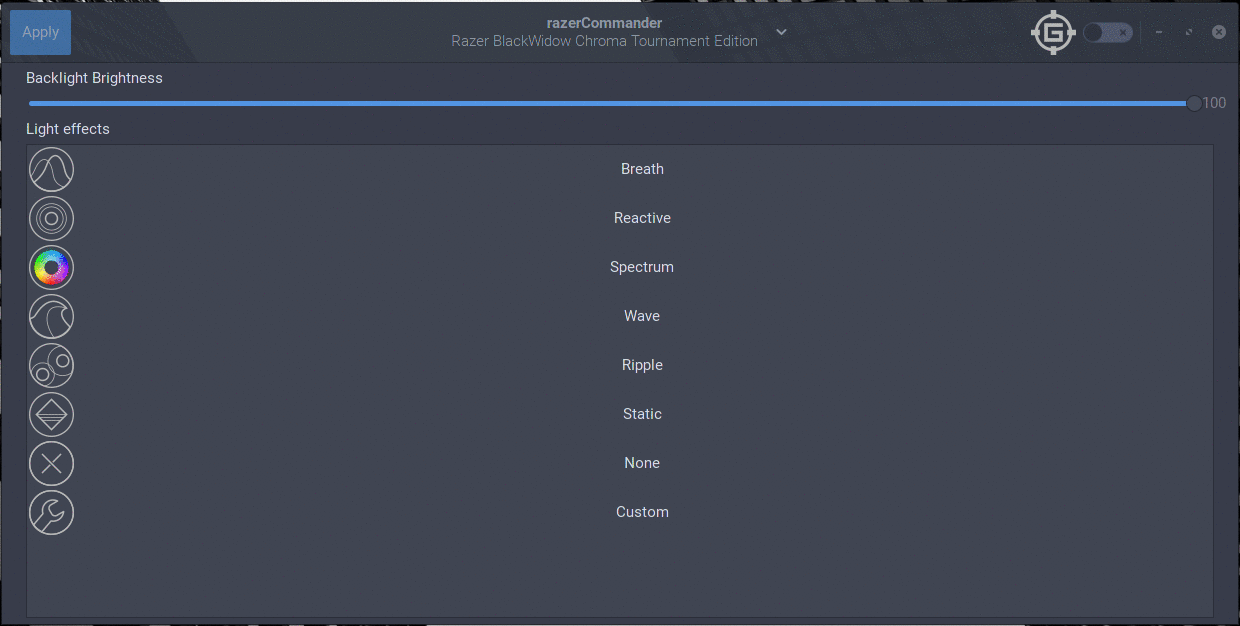 Apply
razerCommander
Razer BlackWidow Chroma Tournament Edition
G
Backlight Brightness
100
Light effects
Breath
Reactive
Spectrum
Wave
Ripple
Static
None
Custom